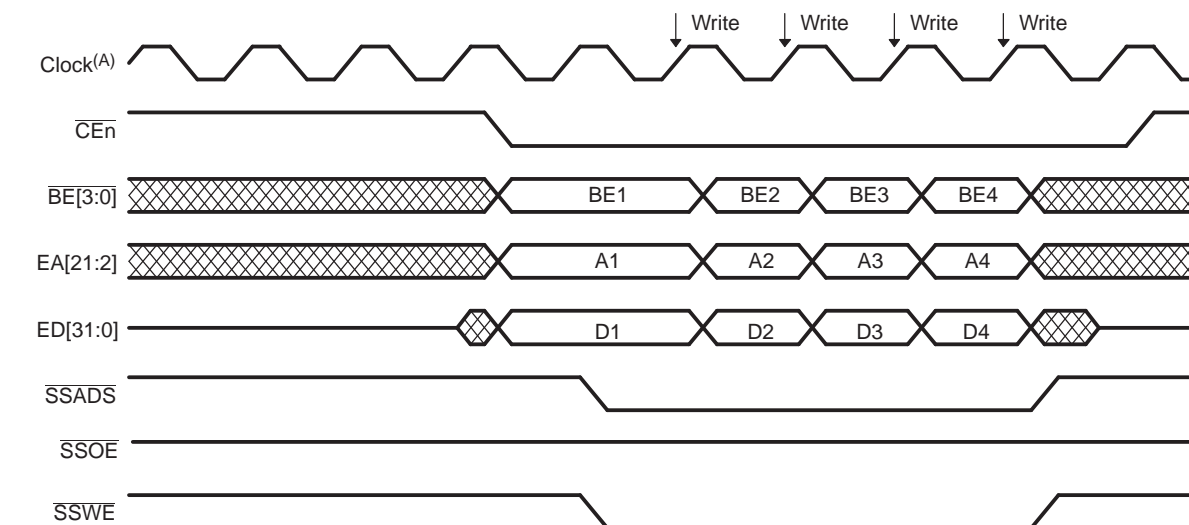 Write Write Write Write
Clock(A)
CEn
BE[3:0] BE1 BE2 BE3 BE4
EA[21:2] A1 A2 A3 A4
ED[31:0] D1 D2 D3 D4
SSADS
SSOE
SSWE